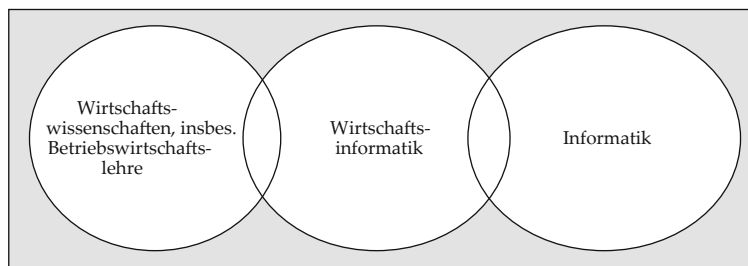 Wirtschafts-
wissenschaften, insbes.
Betriebswirtschafts-
lehre
Wirtschafts-
informatik
Informatik